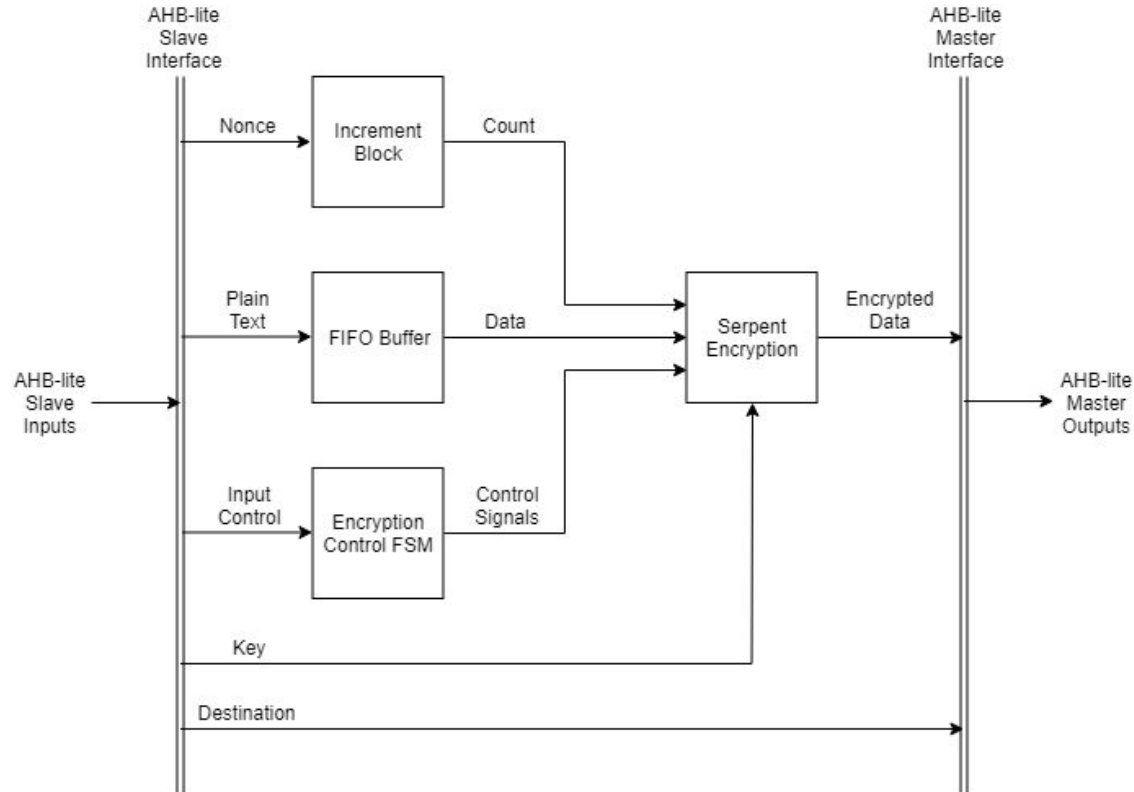 AHB-lite
Slave
Interface
AHB-lite
Master
Interface
Nonce
Increment
Block
Count
Plain
Text
FIFO Buffer
Data
Serpent
Encryption
Encrypted
Data
AHB-lite
Slave
Inputs
AHB-lite
Master
Outputs
Input
Control
Encryption
Control FSM
Control
Signals
Key
Destination